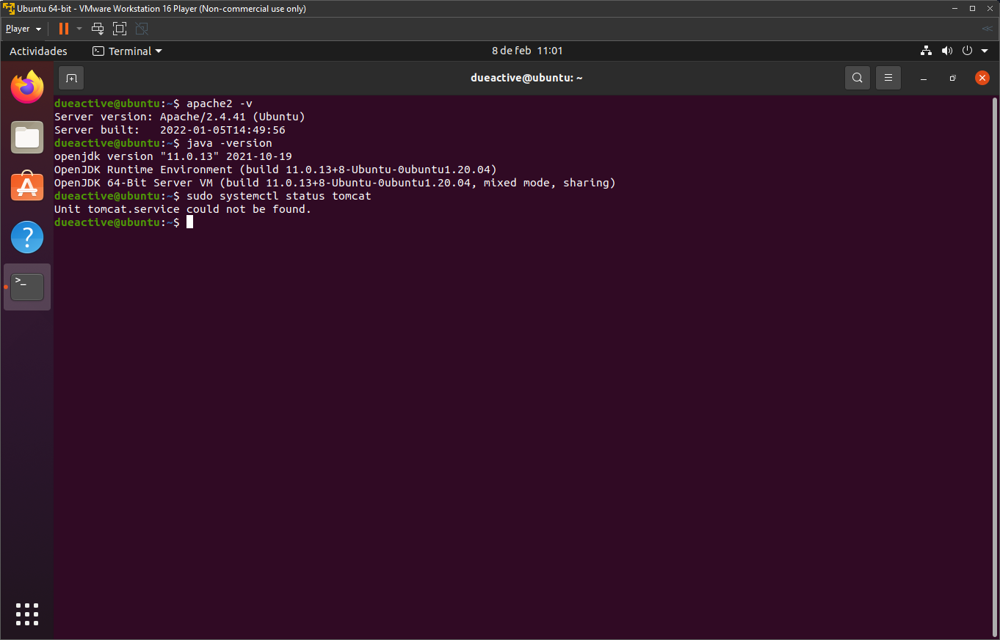 Ubuntu 64-bit - VMware Workstation 16 Player (Non-commercial use only)
Player
Actividades Terminal 8 de feb 11:01
dueactive@ubuntu: ~
dueactive@ubuntu:~$ apache2 -v
Server version: Apache/2.4.41 (Ubuntu)
Server built:   2022-01-05T14:49:56
dueactive@ubuntu:~$ java -version
openjdk version "11.0.13" 2021-10-19
OpenJDK Runtime Environment (build 11.0.13+8-Ubuntu-0ubuntu1.20.04)
OpenJDK 64-Bit Server VM (build 11.0.13+8-Ubuntu-0ubuntu1.20.04, mixed mode, sharing)
dueactive@ubuntu:~$ sudo systemctl status tomcat
Unit tomcat.service could not be found.
dueactive@ubuntu:~$